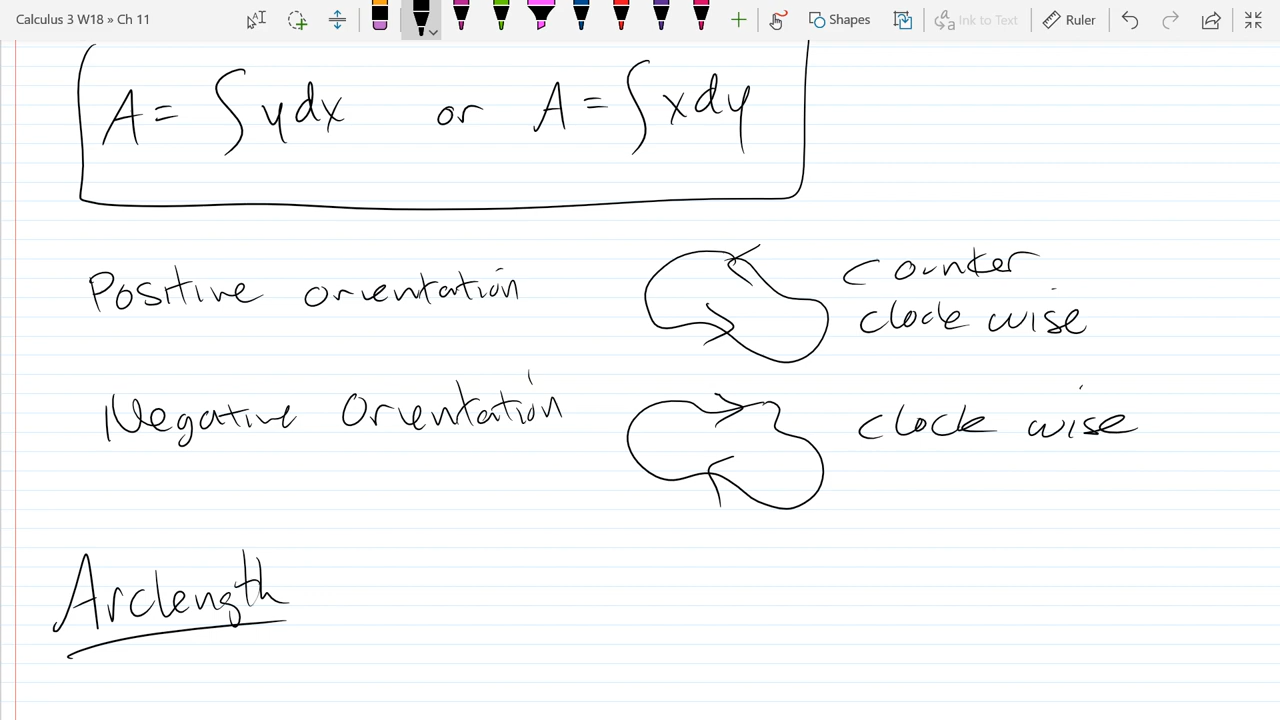 Calculus 3 W18 » Ch 11
Shapes
Ink to Text
Ruler
A = ∫ y dx or A = ∫ x dy
Positive orientation
counter
clock wise
Negative Orientation
clock wise
Arclength